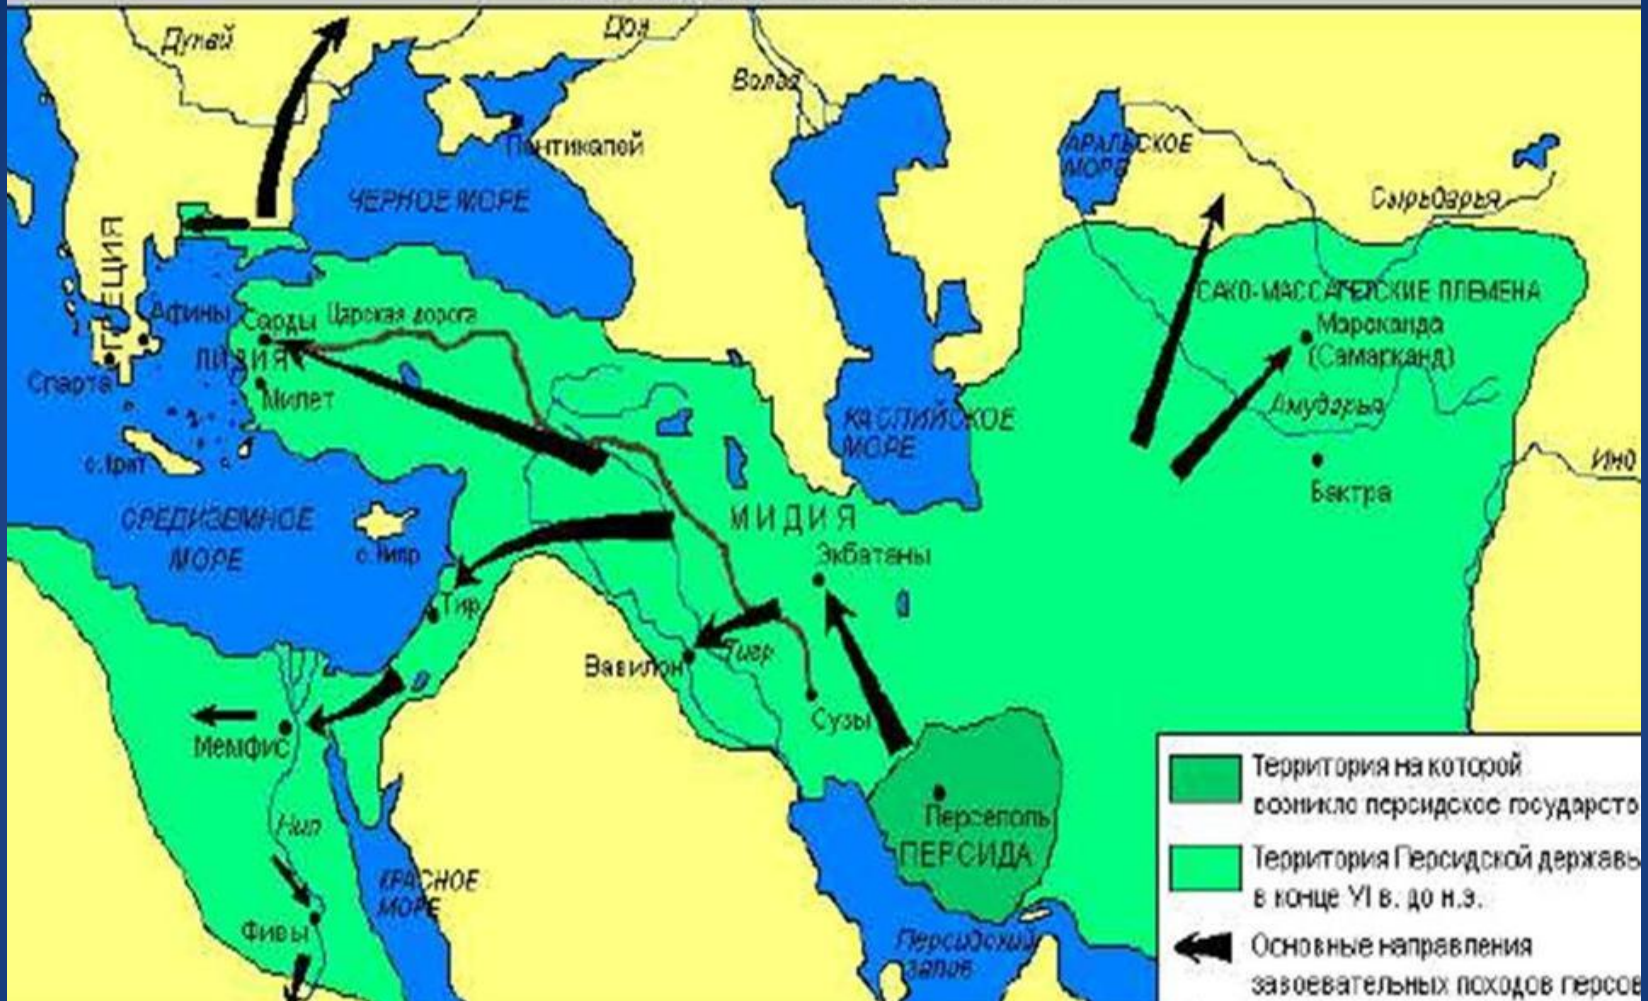 Дунай
Дон
Волга
Пантикапей
ЧЕРНОЕ МОРЕ
АРАЛЬСКОЕ
МОРЕ
Сырьдарья
ГРЕЦИЯ
Афины
Сарды
Царская дорога
ЛИДИЯ
Спарта
Милет
о.Крит
СРЕДИЗЕМНОЕ
МОРЕ
о.Кипр
САКО-МАССАГЕТСКИЕ ПЛЕМЕНА
Мараканда
(Самарканд)
Амударья
Бактра
Инд
КАСПИЙСКОЕ
МОРЕ
МИДИЯ
Экбатаны
Тир
Вавилон
Тигр
Сузы
Мемфис
Нил
Фивы
КРАСНОЕ
МОРЕ
Персеполь
ПЕРСИДА
Персидский
залив
Территория на которой
возникло персидское государство
Территория Персидской державы
в конце VI в. до н.э.
Основные направления
завоевательных походов персов